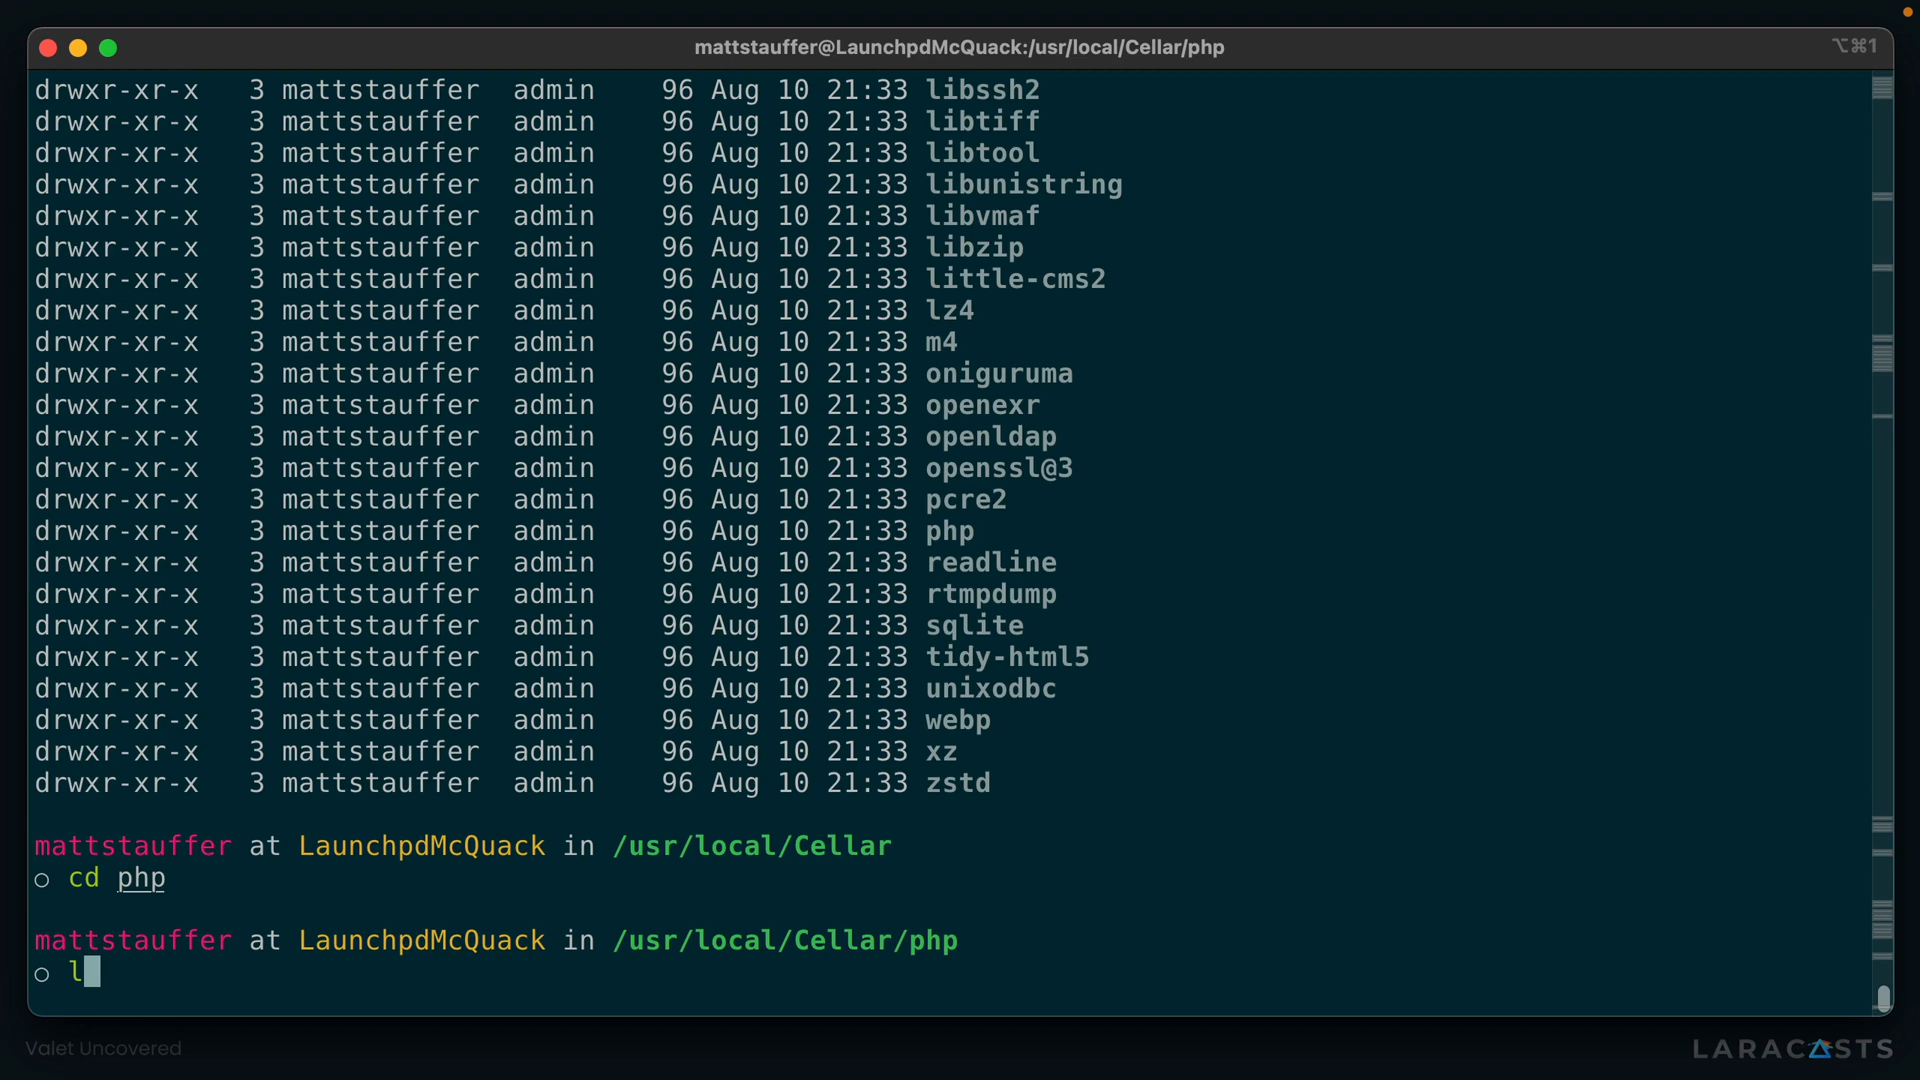 mattstauffer@LaunchpdMcQuack:/usr/local/Cellar/php
⌥⌘1
drwxr-xr-x   3 mattstauffer  admin    96 Aug 10 21:33 libssh2
drwxr-xr-x   3 mattstauffer  admin    96 Aug 10 21:33 libtiff
drwxr-xr-x   3 mattstauffer  admin    96 Aug 10 21:33 libtool
drwxr-xr-x   3 mattstauffer  admin    96 Aug 10 21:33 libunistring
drwxr-xr-x   3 mattstauffer  admin    96 Aug 10 21:33 libvmaf
drwxr-xr-x   3 mattstauffer  admin    96 Aug 10 21:33 libzip
drwxr-xr-x   3 mattstauffer  admin    96 Aug 10 21:33 little-cms2
drwxr-xr-x   3 mattstauffer  admin    96 Aug 10 21:33 lz4
drwxr-xr-x   3 mattstauffer  admin    96 Aug 10 21:33 m4
drwxr-xr-x   3 mattstauffer  admin    96 Aug 10 21:33 oniguruma
drwxr-xr-x   3 mattstauffer  admin    96 Aug 10 21:33 openexr
drwxr-xr-x   3 mattstauffer  admin    96 Aug 10 21:33 openldap
drwxr-xr-x   3 mattstauffer  admin    96 Aug 10 21:33 openssl@3
drwxr-xr-x   3 mattstauffer  admin    96 Aug 10 21:33 pcre2
drwxr-xr-x   3 mattstauffer  admin    96 Aug 10 21:33 php
drwxr-xr-x   3 mattstauffer  admin    96 Aug 10 21:33 readline
drwxr-xr-x   3 mattstauffer  admin    96 Aug 10 21:33 rtmpdump
drwxr-xr-x   3 mattstauffer  admin    96 Aug 10 21:33 sqlite
drwxr-xr-x   3 mattstauffer  admin    96 Aug 10 21:33 tidy-html5
drwxr-xr-x   3 mattstauffer  admin    96 Aug 10 21:33 unixodbc
drwxr-xr-x   3 mattstauffer  admin    96 Aug 10 21:33 webp
drwxr-xr-x   3 mattstauffer  admin    96 Aug 10 21:33 xz
drwxr-xr-x   3 mattstauffer  admin    96 Aug 10 21:33 zstd
mattstauffer at LaunchpdMcQuack in /usr/local/Cellar
○ cd php
mattstauffer at LaunchpdMcQuack in /usr/local/Cellar/php
○ l
Valet Uncovered
LARACASTS